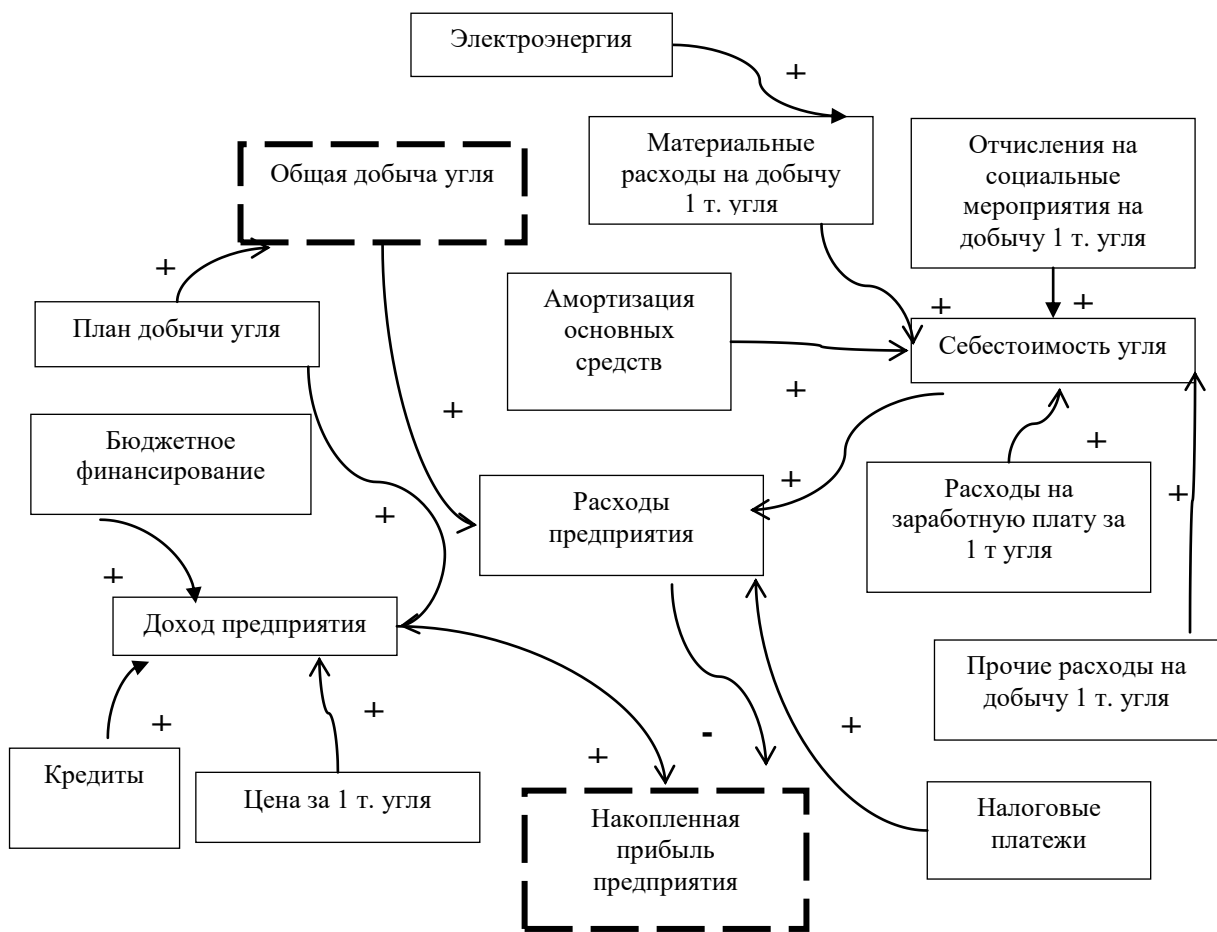 Электроэнергия
+
Материальные
расходы на добычу
1 т. угля
Отчисления на
социальные
мероприятия на
добычу 1 т. угля
Общая добыча угля
+
План добычи угля
Амортизация
основных
средств
+
+
Себестоимость угля
+
+
Бюджетное
финансирование
+
+
Расходы
предприятия
+
Расходы на
заработную плату за
1 т угля
+
+
+
Доход предприятия
Прочие расходы на
добычу 1 т. угля
+
+
+
-
+
Кредиты
Цена за 1 т. угля
Накопленная
прибыль
предприятия
Налоговые
платежи